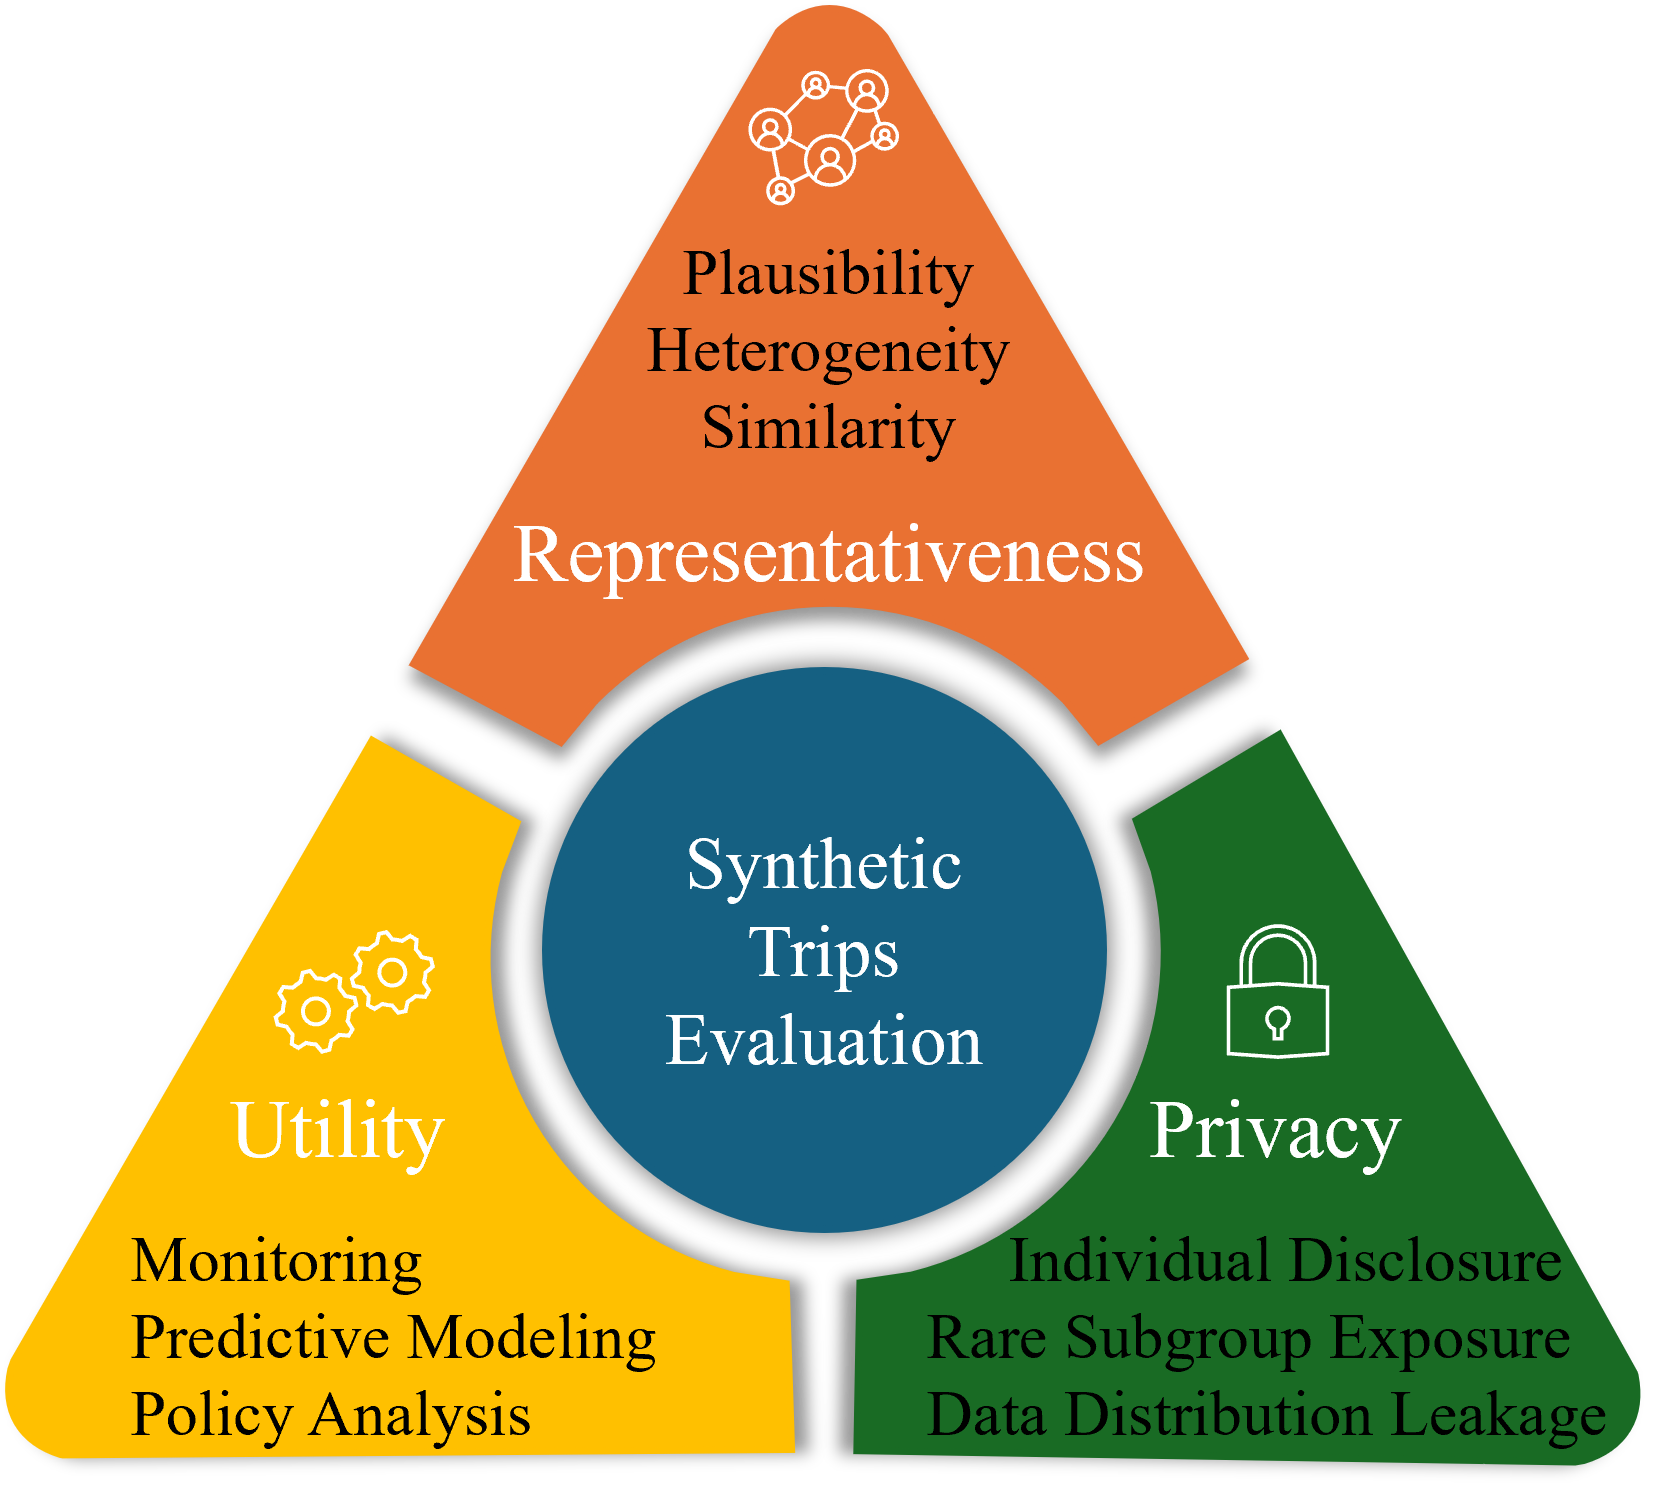 Plausibility
Heterogeneity
Similarity
Representativeness
Synthetic
Trips
Evaluation
Utility
Monitoring
Predictive Modeling
Policy Analysis
Privacy
Individual Disclosure
Rare Subgroup Exposure
Data Distribution Leakage